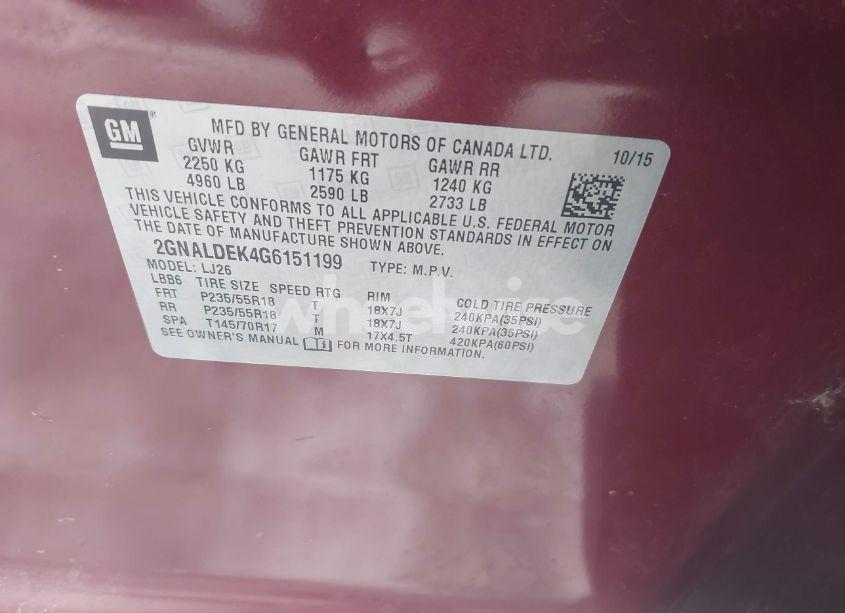 GM ® MFD BY GENERAL MOTORS OF CANADA LTD. 10/15
GVWR GAWR FRT GAWR RR
2250 KG 1175 KG 1240 KG
4960 LB 2590 LB 2733 LB
THIS VEHICLE CONFORMS TO ALL APPLICABLE U.S. FEDERAL MOTOR
VEHICLE SAFETY AND THEFT PREVENTION STANDARDS IN EFFECT ON
THE DATE OF MANUFACTURE SHOWN ABOVE.
2GNALDEK4G6151199 TYPE: M.P.V.
MODEL: LJ26
LBB6 TIRE SIZE SPEED RTG RIM COLD TIRE PRESSURE
FRT P235/55R18 T 18X7J 240KPA(35PSI)
RR P235/55R18 T 18X7J 240KPA(35PSI)
SPA T145/70R17 M 17X4.5T 420KPA(60PSI)
SEE OWNER'S MANUAL FOR MORE INFORMATION.